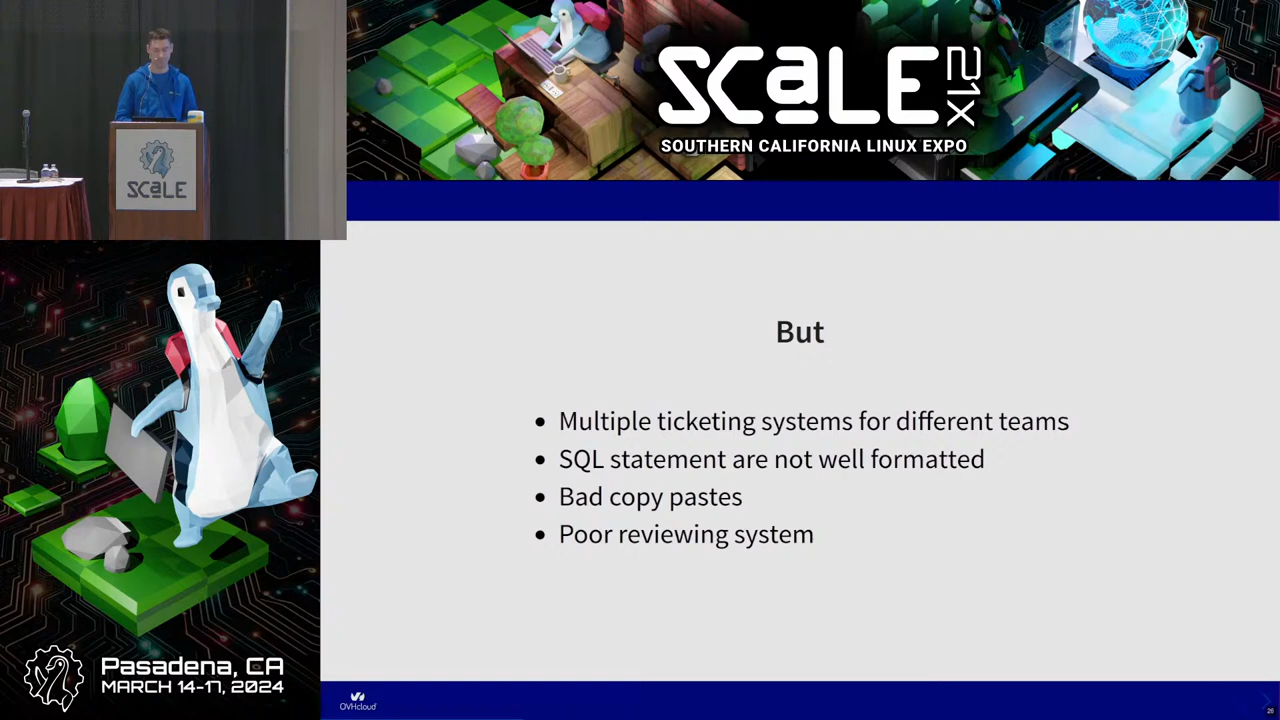 SCaLE 21X
SOUTHERN CALIFORNIA LINUX EXPO
SCaLE
But
Multiple ticketing systems for different teams
SQL statement are not well formatted
Bad copy pastes
Poor reviewing system
Pasadena, CA
MARCH 14-17, 2024
OVHcloud
26